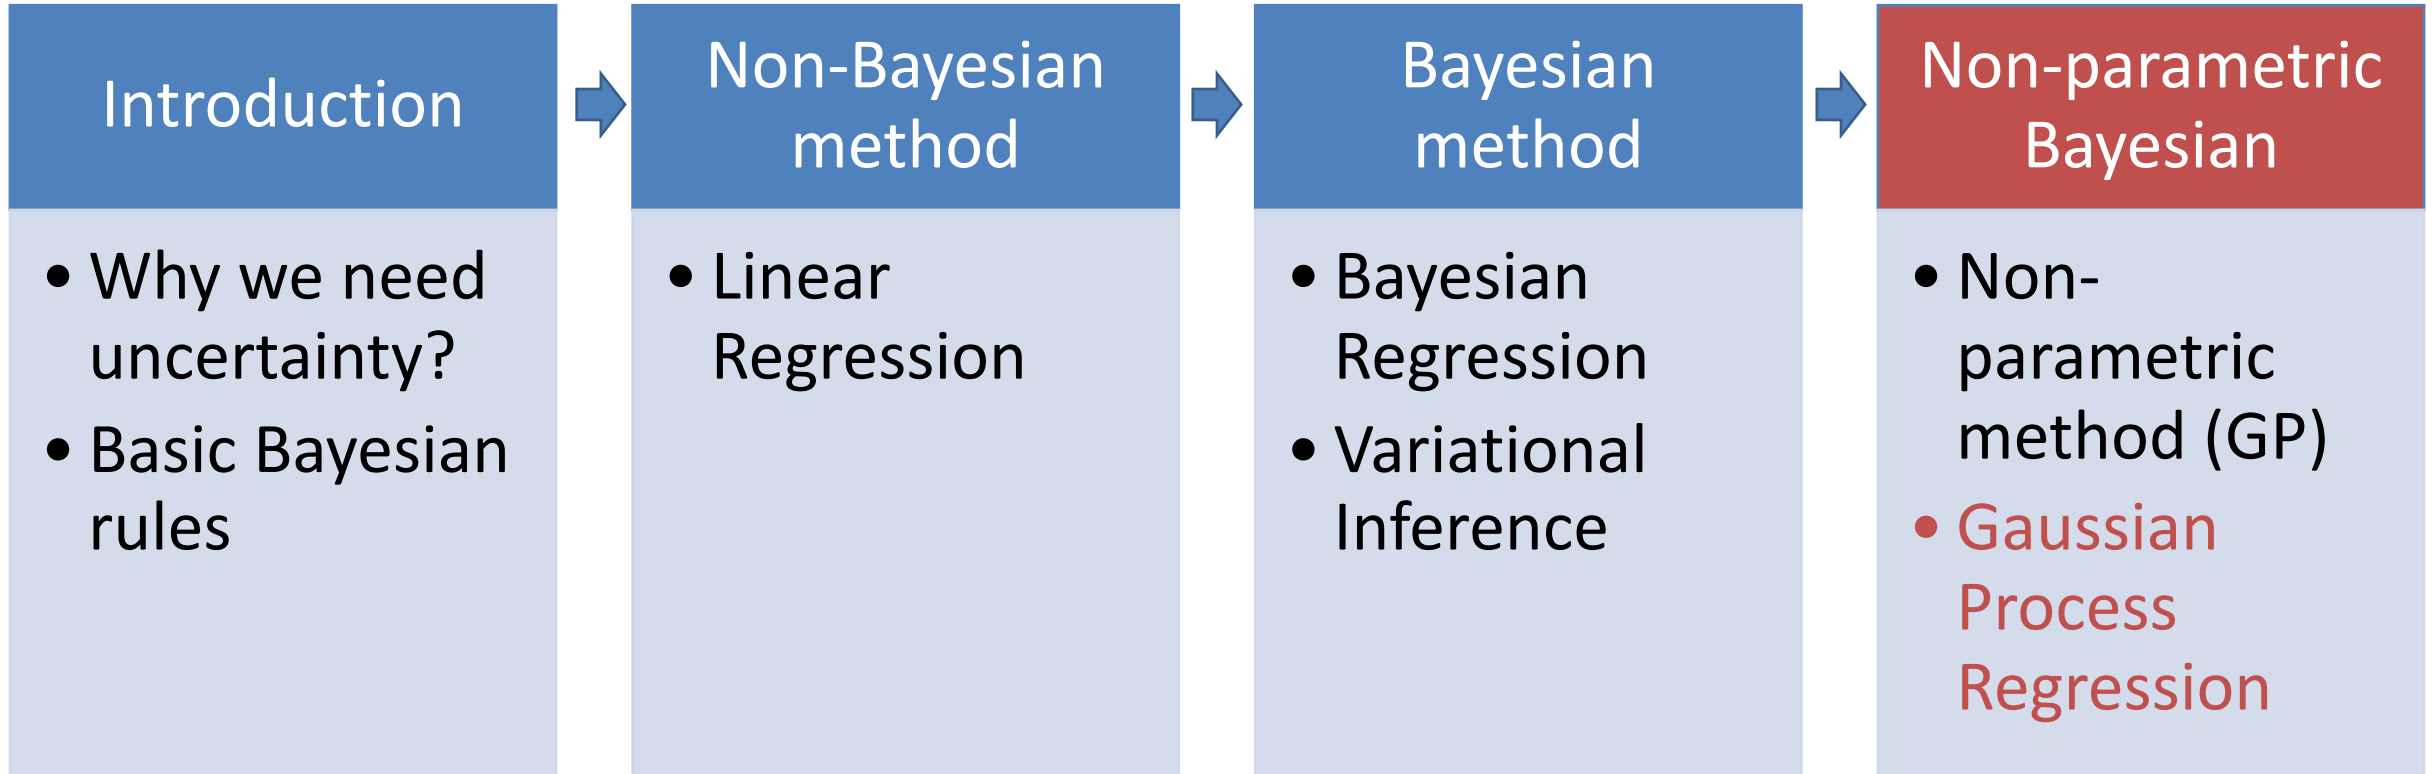 Introduction
• Why we need
uncertainty?
• Basic Bayesian
rules
Non-Bayesian
method
• Linear
Regression
Bayesian
method
• Bayesian
Regression
• Variational
Inference
Non-parametric
Bayesian
• Non-
parametric
method (GP)
• Gaussian
Process
Regression